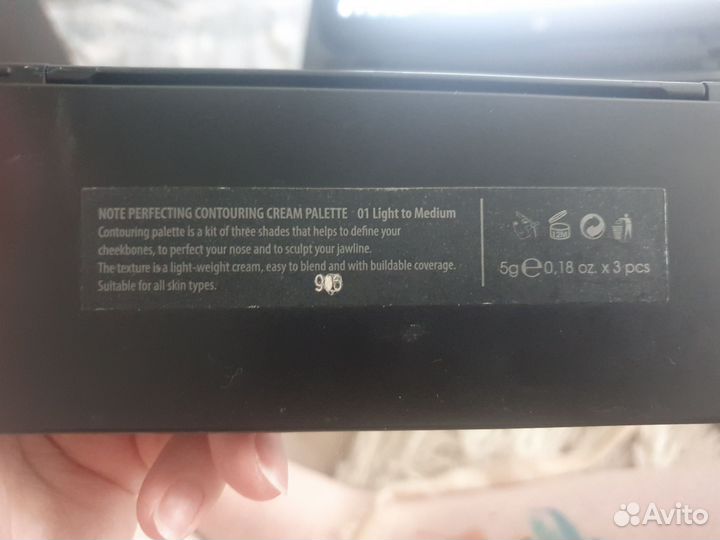 NOTE PERFECTING CONTOURING CREAM PALETTE 01 Light to Medium
Contouring palette is a kit of three shades that helps to define your
cheekbones, to perfect your nose and to sculpt your jawline.
The texture is a light-weight cream, easy to blend and with buildable coverage.
Suitable for all skin types.
12M
5g℮0,18 oz. x 3 pcs
Avito